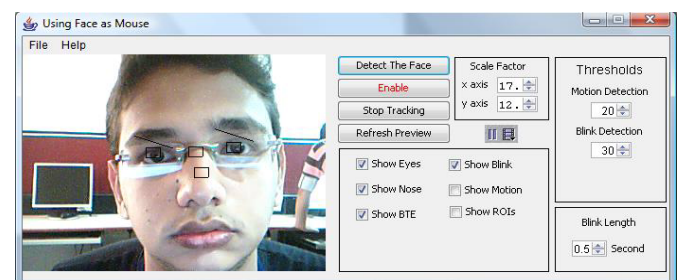 Using Face as Mouse
File Help
Detect The Face
Enable
Stop Tracking
Refresh Preview
Scale Factor
x axis 17.
y axis 12.
Thresholds
Motion Detection
20
Blink Detection
30
Show Eyes
Show Blink
Show Nose
Show Motion
Show BTE
Show ROIs
Blink Length
0.5 Second